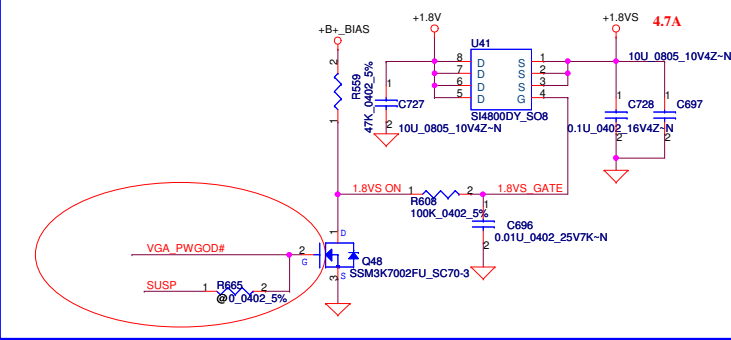 +1.8V
+1.8VS 4.7A
+B+_BIAS
U41
8 D S 1
7 D S 2
6 D S 3
5 D G 4
SI4800DY_SO8
2
R559
47K_0402_5%
1
1
C727
2
10U_0805_10V4Z~N
10U_0805_10V4Z~N
1
C728
2
0.1U_0402_16V4Z~N
1
C697
2
1.8VS ON
1 R608 2
100K_0402_5%
1.8VS_GATE
1
C696
2
0.01U_0402_25V7K~N
VGA_PWGOD#
SUSP
1 R665 2
@0_0402_5%
1 D
2 G
3 S
Q48
SSM3K7002FU_SC70-3